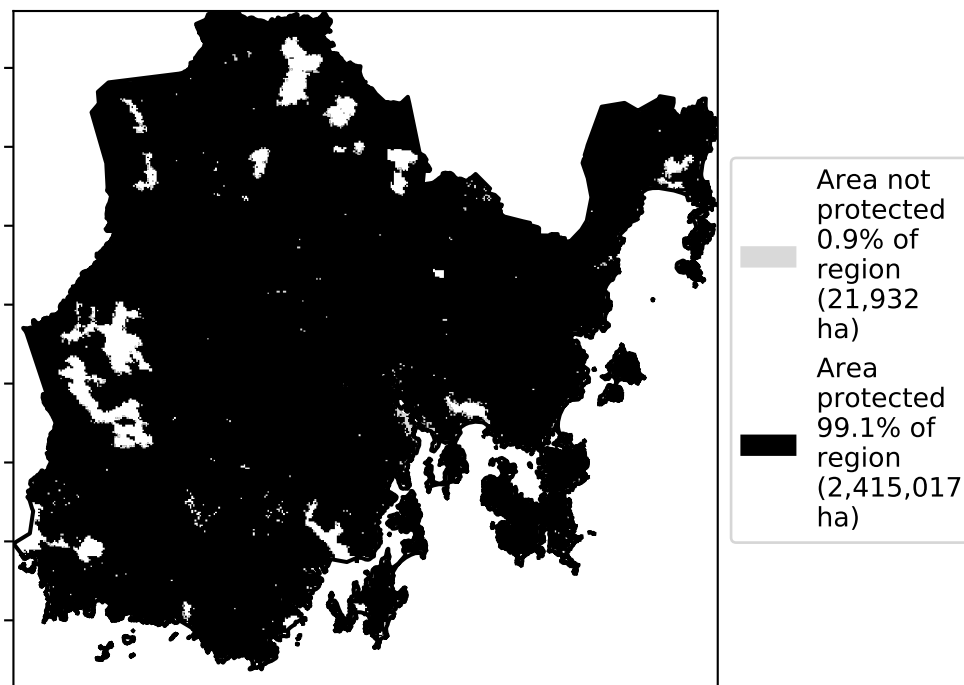 Area not
protected
0.9% of
region
(21,932
ha)
Area
protected
99.1% of
region
(2,415,017
ha)